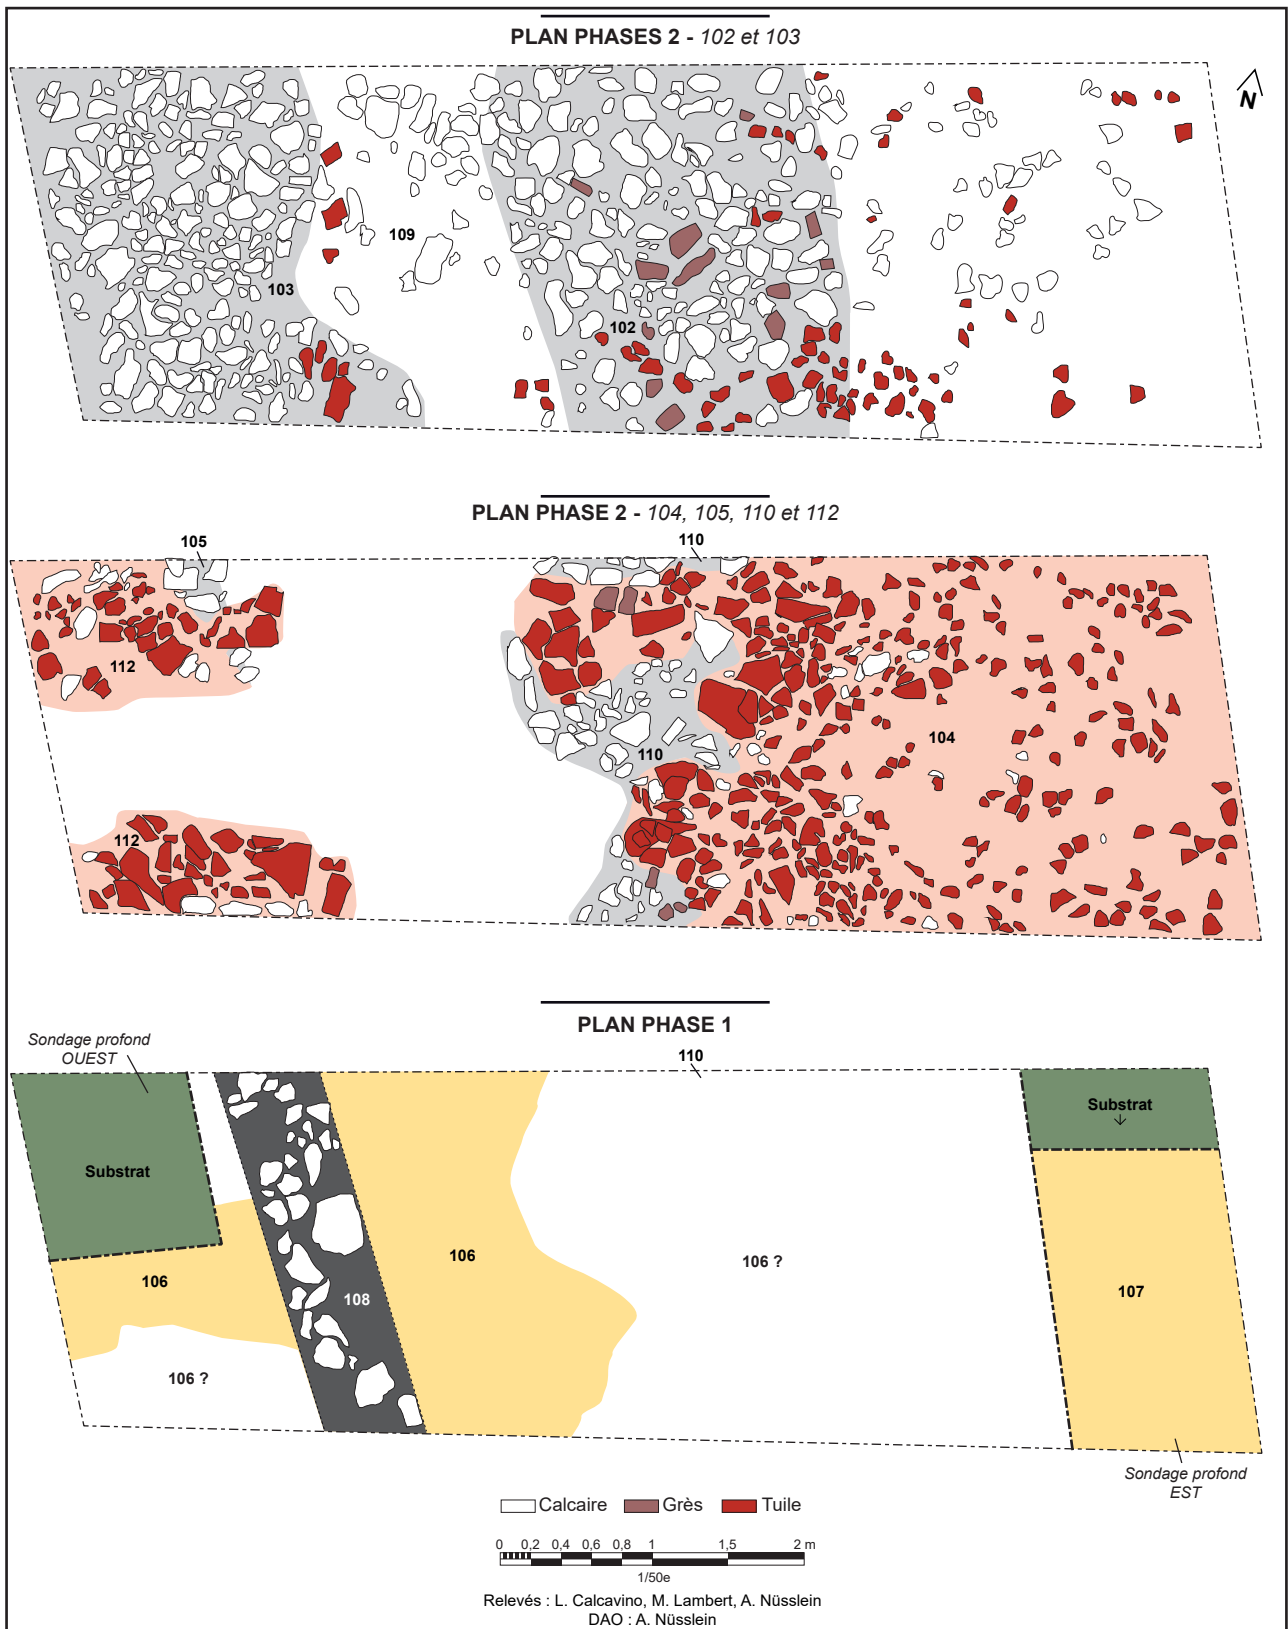 PLAN PHASES 2 - 102 et 103
N
109
103
102
PLAN PHASE 2 - 104, 105, 110 et 112
105
110
112
104
110
112
PLAN PHASE 1
Sondage profond
OUEST
110
Substrat
Substrat
106
106
106 ?
107
108
106 ?
Sondage profond
EST
Calcaire Grès Tuile
0 0,2 0,4 0,6 0,8 1 1,5 2 m
1/50e
Relevés : L. Calcavino, M. Lambert, A. Nüsslein
DAO : A. Nüsslein